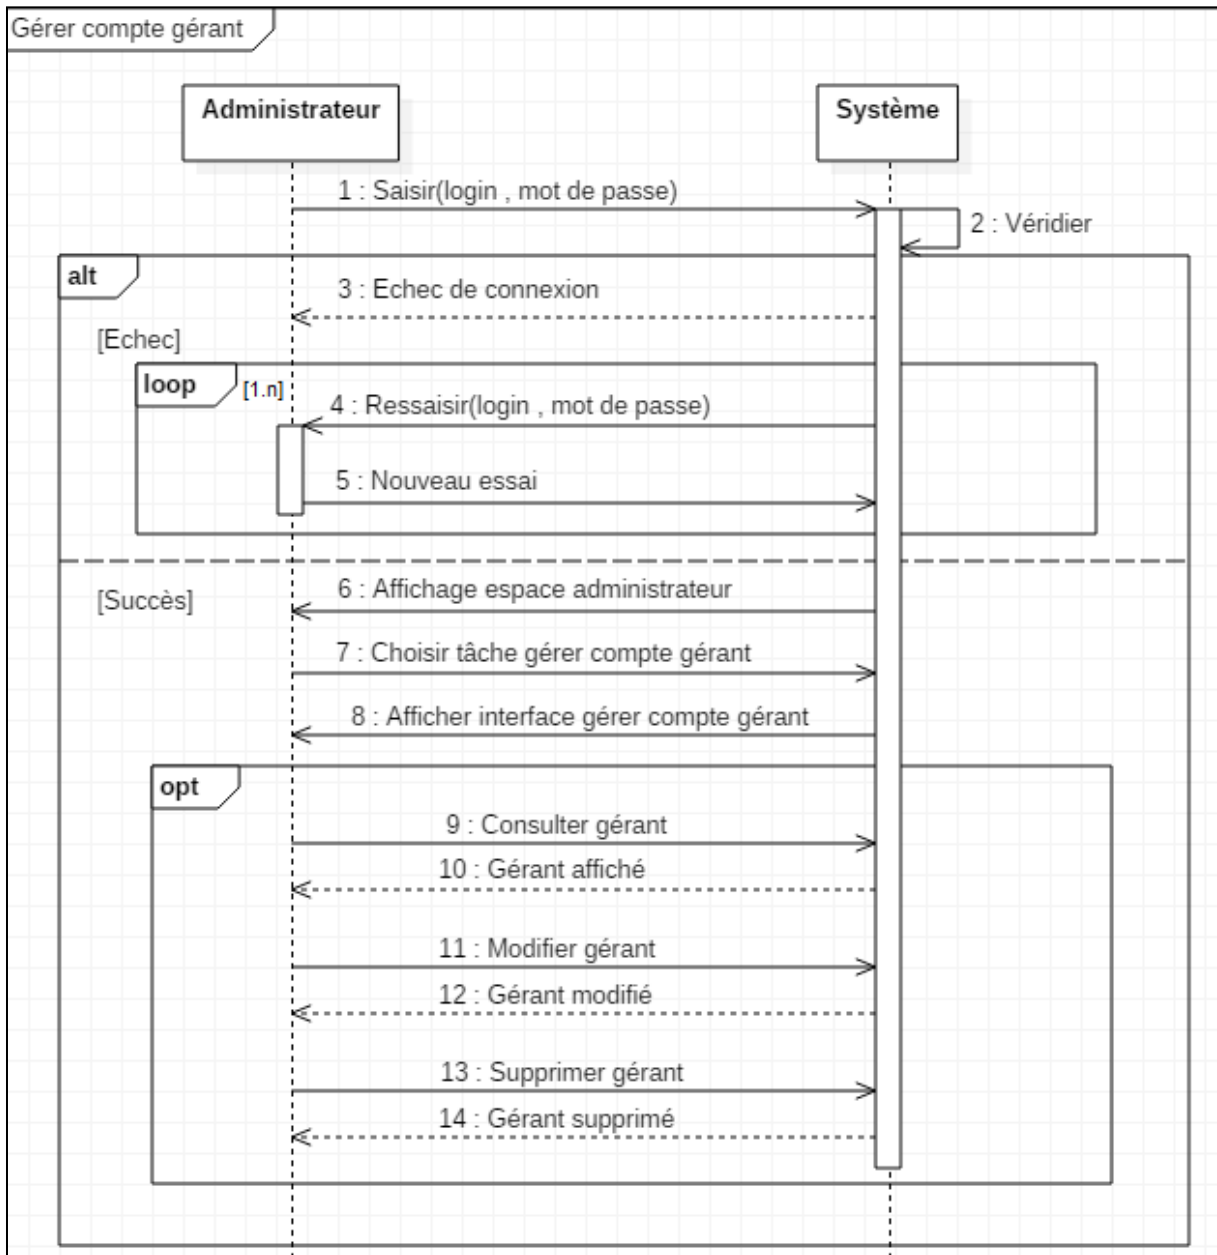 Gérer compte gérant
Administrateur
Système
1 : Saisir(login , mot de passe)
2 : Véridier
alt
3 : Echec de connexion
[Echec]
loop
[1.n]
4 : Ressaisir(login , mot de passe)
5 : Nouveau essai
[Succès]
6 : Affichage espace administrateur
7 : Choisir tâche gérer compte gérant
8 : Afficher interface gérer compte gérant
opt
9 : Consulter gérant
10 : Gérant affiché
11 : Modifier gérant
12 : Gérant modifié
13 : Supprimer gérant
14 : Gérant supprimé